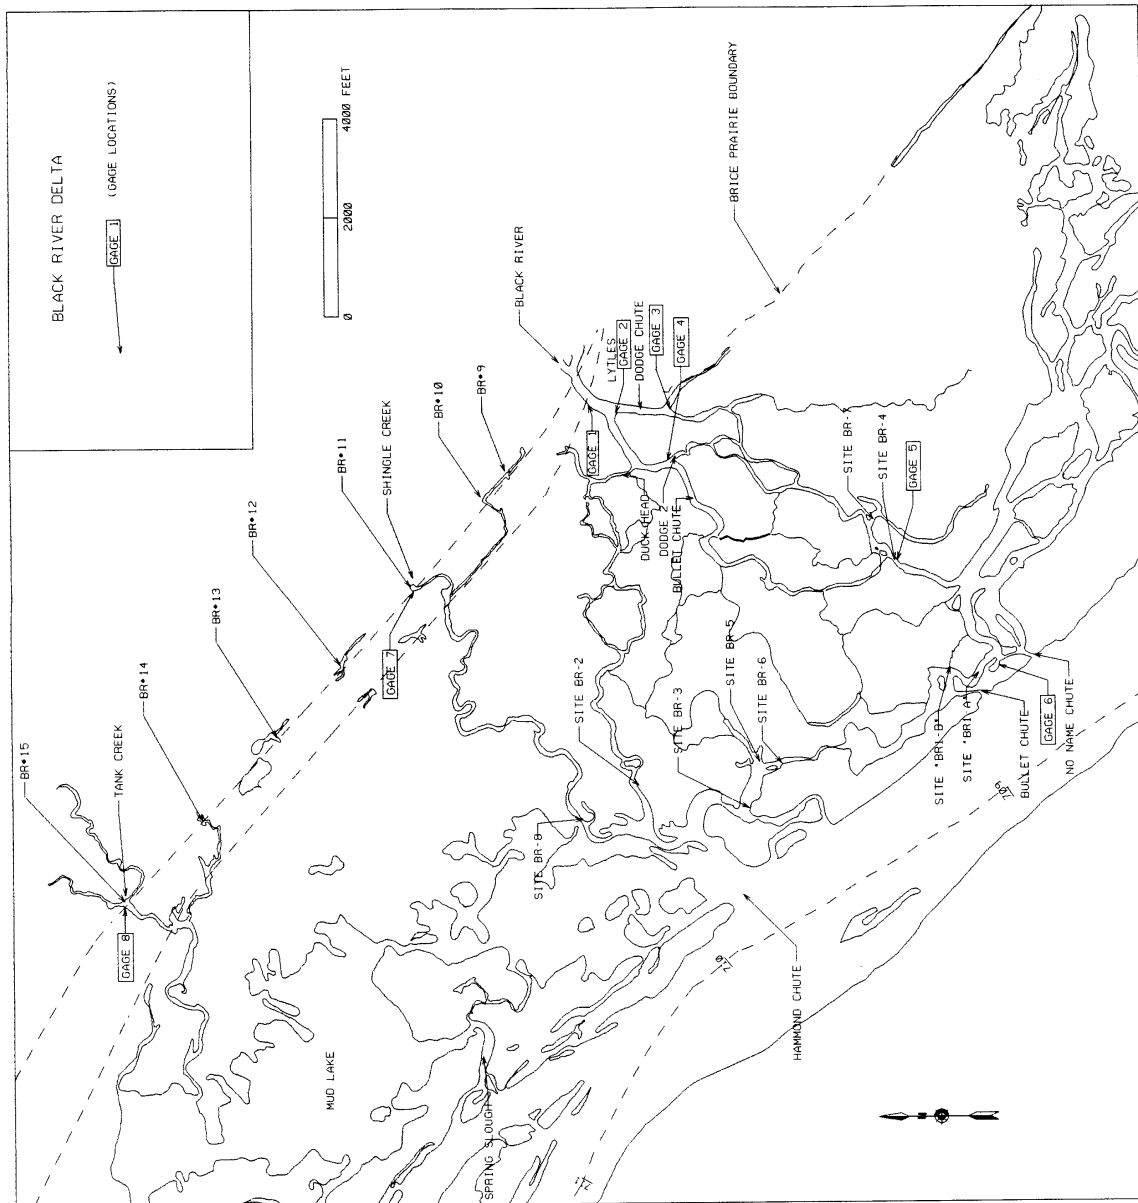 BLACK RIVER DELTA
GAGE 1
(GAGE LOCATIONS)
0
2000
4000 FEET
BR•15
TANK CREEK
GAGE 8
BR•14
BR•13
BR•12
BR•11
SHINGLE CREEK
GAGE 7
BR•10
BR•9
BLACK RIVER
GAGE 1
LYTLES
GAGE 2
DODGE CHUTE
GAGE 3
GAGE 4
BRICE PRAIRIE BOUNDARY
DUCK HEAD
DODGE 2
BULLET CHUTE
SITE BR-7
SITE BR-4
GAGE 5
SITE BR-2
SITE BR-3
SITE BR-5
SITE BR-6
SITE BR-8
MUD LAKE
SPRING SLOUGH
HAMMOND CHUTE
SITE "BR1-B"
SITE "BR1-A"
BULLET CHUTE
GAGE 6
NO NAME CHUTE
709
710
711
N